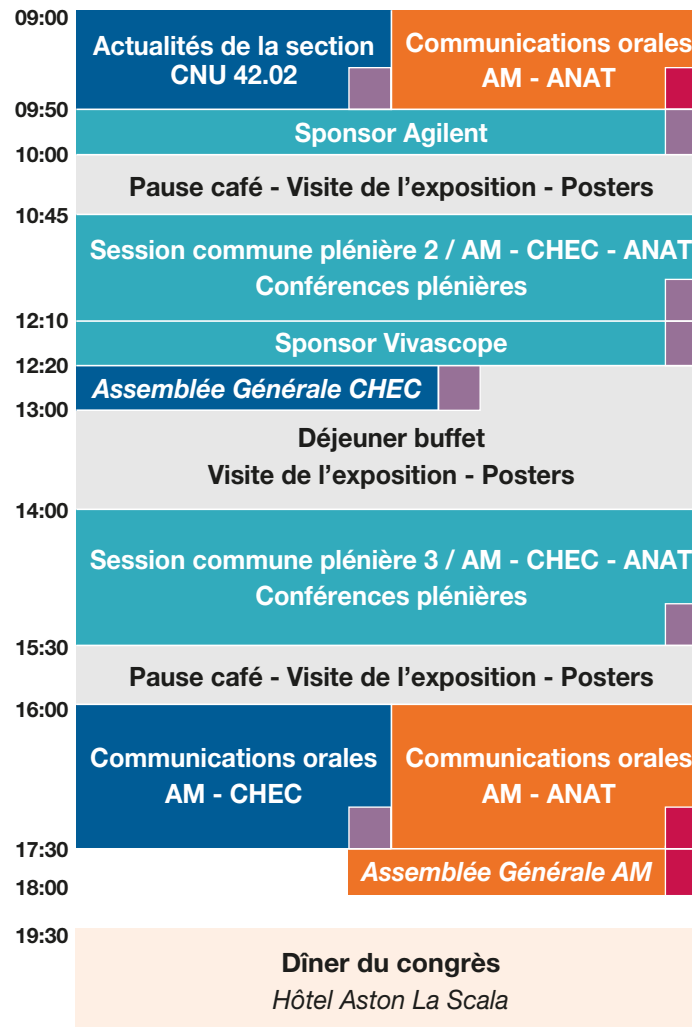 09:00
Actualités de la section
CNU 42.02
Communications orales
AM - ANAT
09:50
Sponsor Agilent
10:00
Pause café - Visite de l’exposition - Posters
10:45
Session commune plénière 2 / AM - CHEC - ANAT
Conférences plénières
12:10
Sponsor Vivascope
12:20
Assemblée Générale CHEC
13:00
Déjeuner buffet
Visite de l’exposition - Posters
14:00
Session commune plénière 3 / AM - CHEC - ANAT
Conférences plénières
15:30
Pause café - Visite de l’exposition - Posters
16:00
Communications orales
AM - CHEC
Communications orales
AM - ANAT
17:30
Assemblée Générale AM
18:00
19:30
Dîner du congrès
Hôtel Aston La Scala